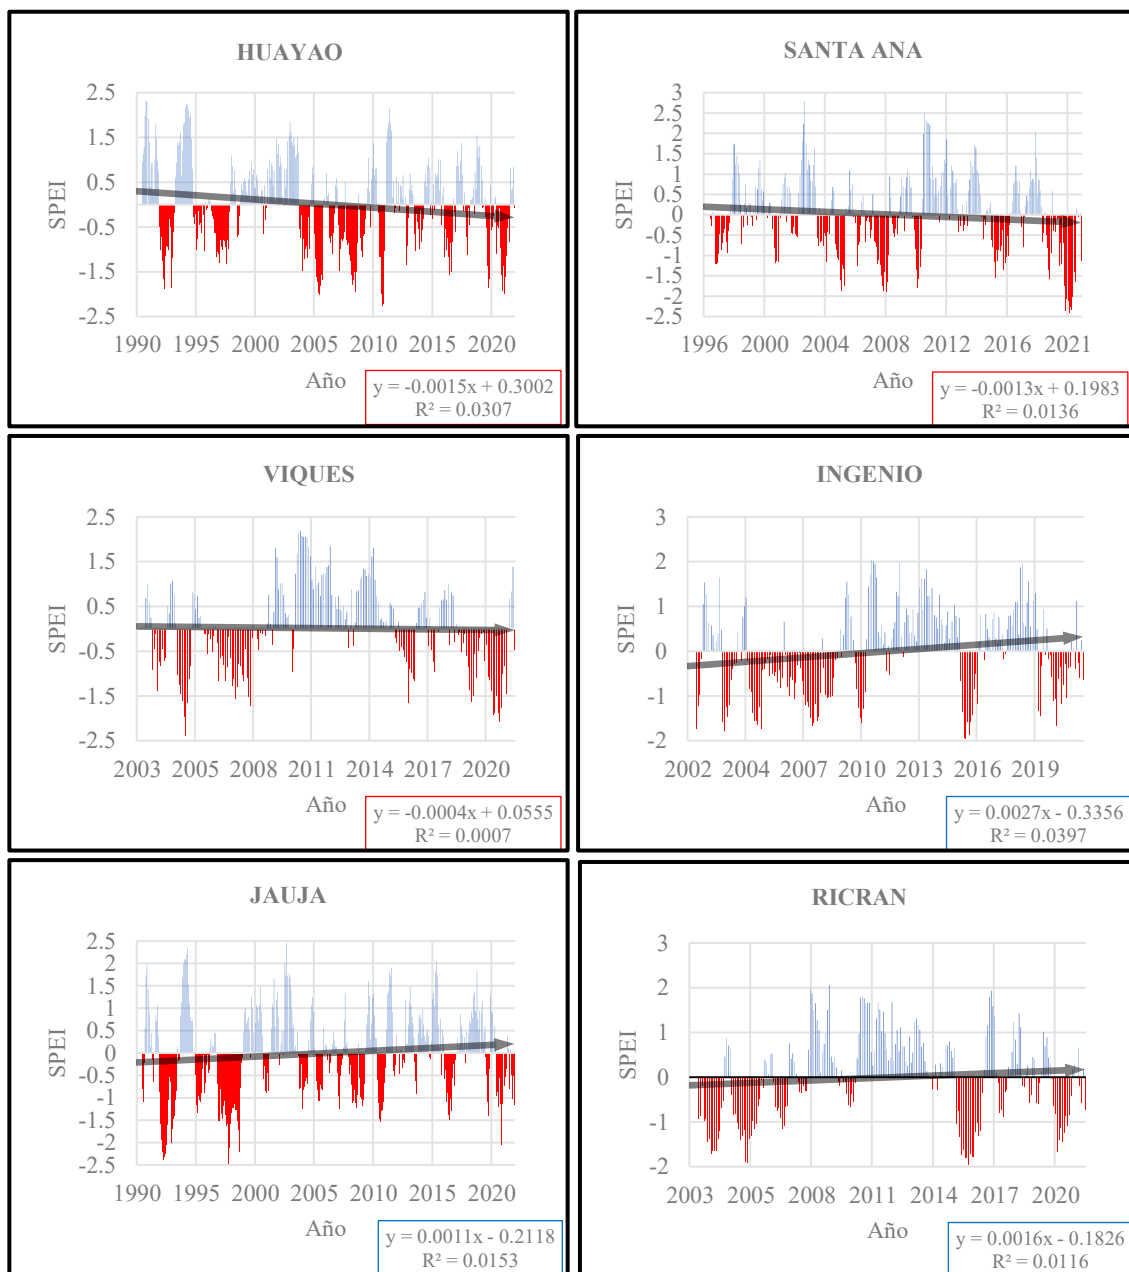 HUAYAO
2.5
1.5
0.5
-0.5
-1.5
-2.5
SPEI
1990 1995 2000 2005 2010 2015 2020
Año
y = -0.0015x + 0.3002
R² = 0.0307
SANTA ANA
3
2.5
2
1.5
1
0.5
0
-0.5
-1
-1.5
-2
-2.5
SPEI
1996 2000 2004 2008 2012 2016 2021
Año
y = -0.0013x + 0.1983
R² = 0.0136
VIQUES
2.5
1.5
0.5
-0.5
-1.5
-2.5
SPEI
2003 2005 2008 2011 2014 2017 2020
Año
y = -0.0004x + 0.0555
R² = 0.0007
INGENIO
3
2
1
0
-1
-2
SPEI
2002 2004 2007 2010 2013 2016 2019
Año
y = 0.0027x - 0.3356
R² = 0.0397
JAUJA
2.5
2
1.5
1
0.5
0
-0.5
-1
-1.5
-2
-2.5
SPEI
1990 1995 2000 2005 2010 2015 2020
Año
y = 0.0011x - 0.2118
R² = 0.0153
RICRAN
3
2
1
0
-1
-2
SPEI
2003 2005 2008 2011 2014 2017 2020
Año
y = 0.0016x - 0.1826
R² = 0.0116